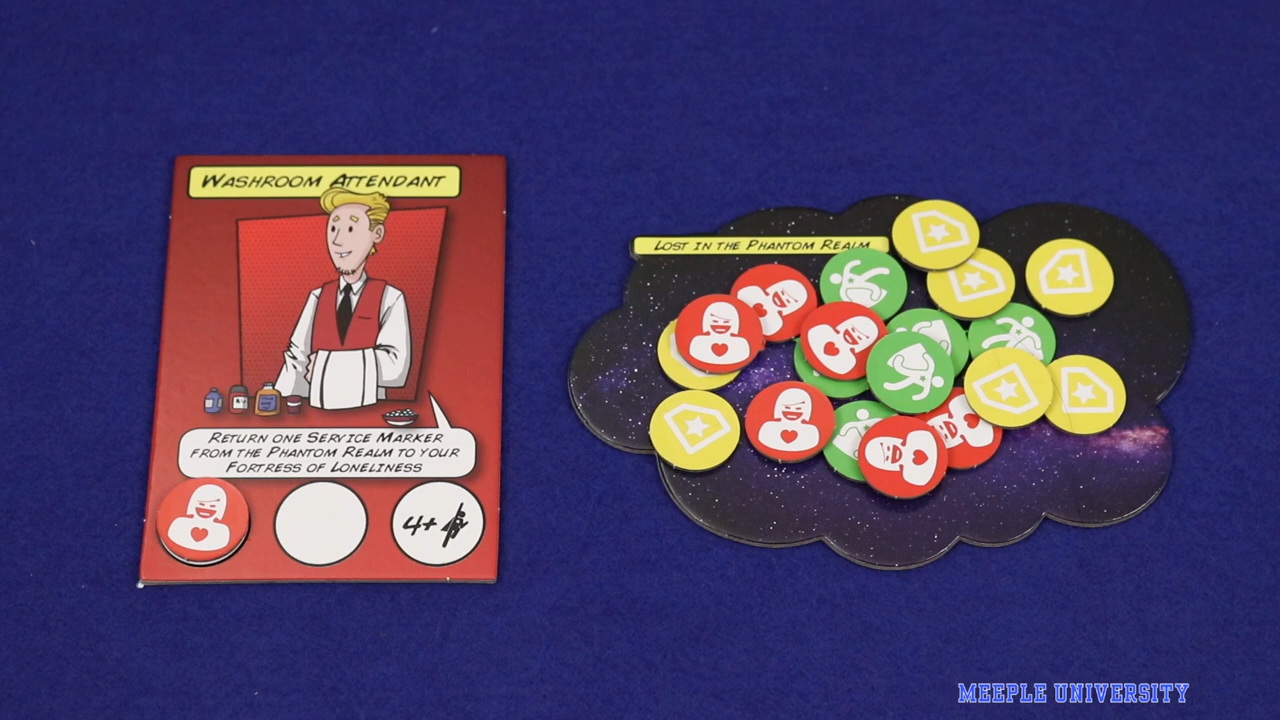 Washroom Attendant
Return one Service Marker
from the Phantom Realm to your
Fortress of Loneliness
4+
Lost in the Phantom Realm
MEEPLE UNIVERSITY